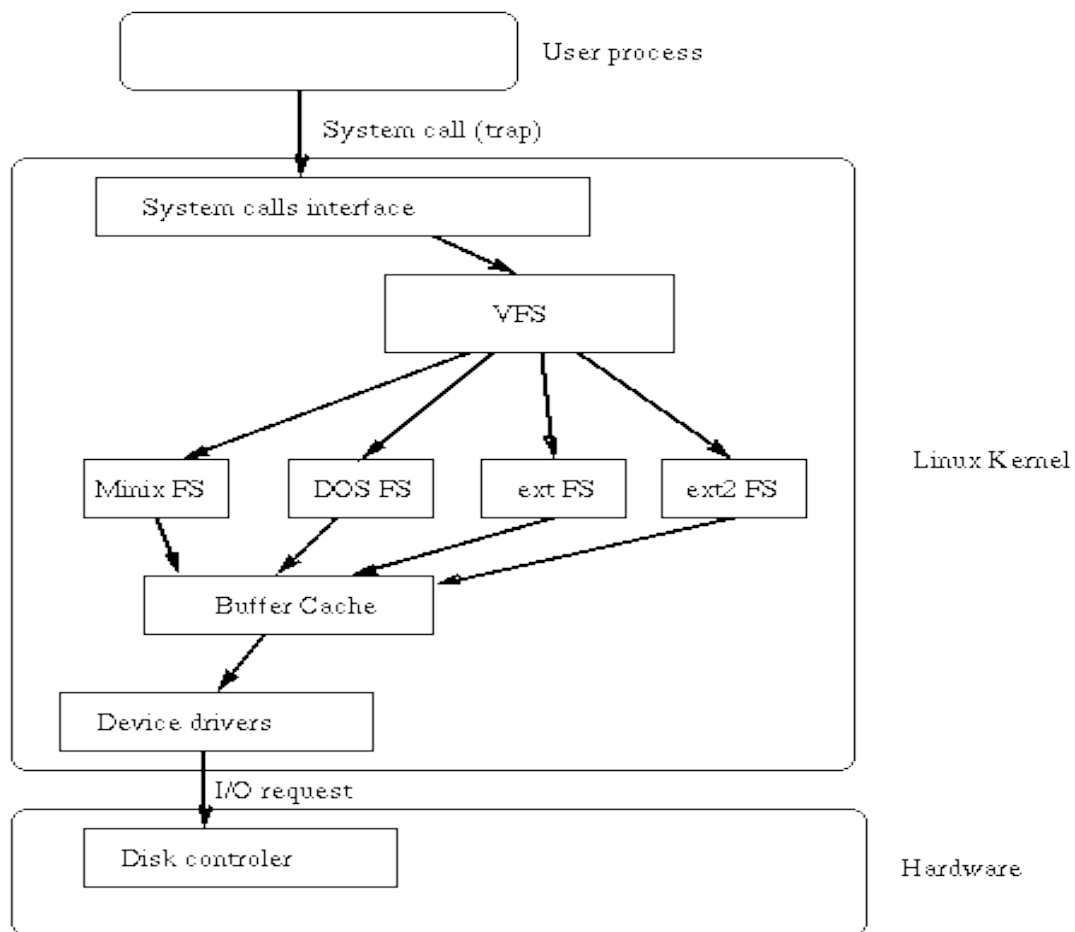 User process
System call (trap)
System calls interface
VFS
Linux Kernel
Minix FS
DOS FS
ext FS
ext2 FS
Buffer Cache
Device drivers
I/O request
Disk controler
Hardware